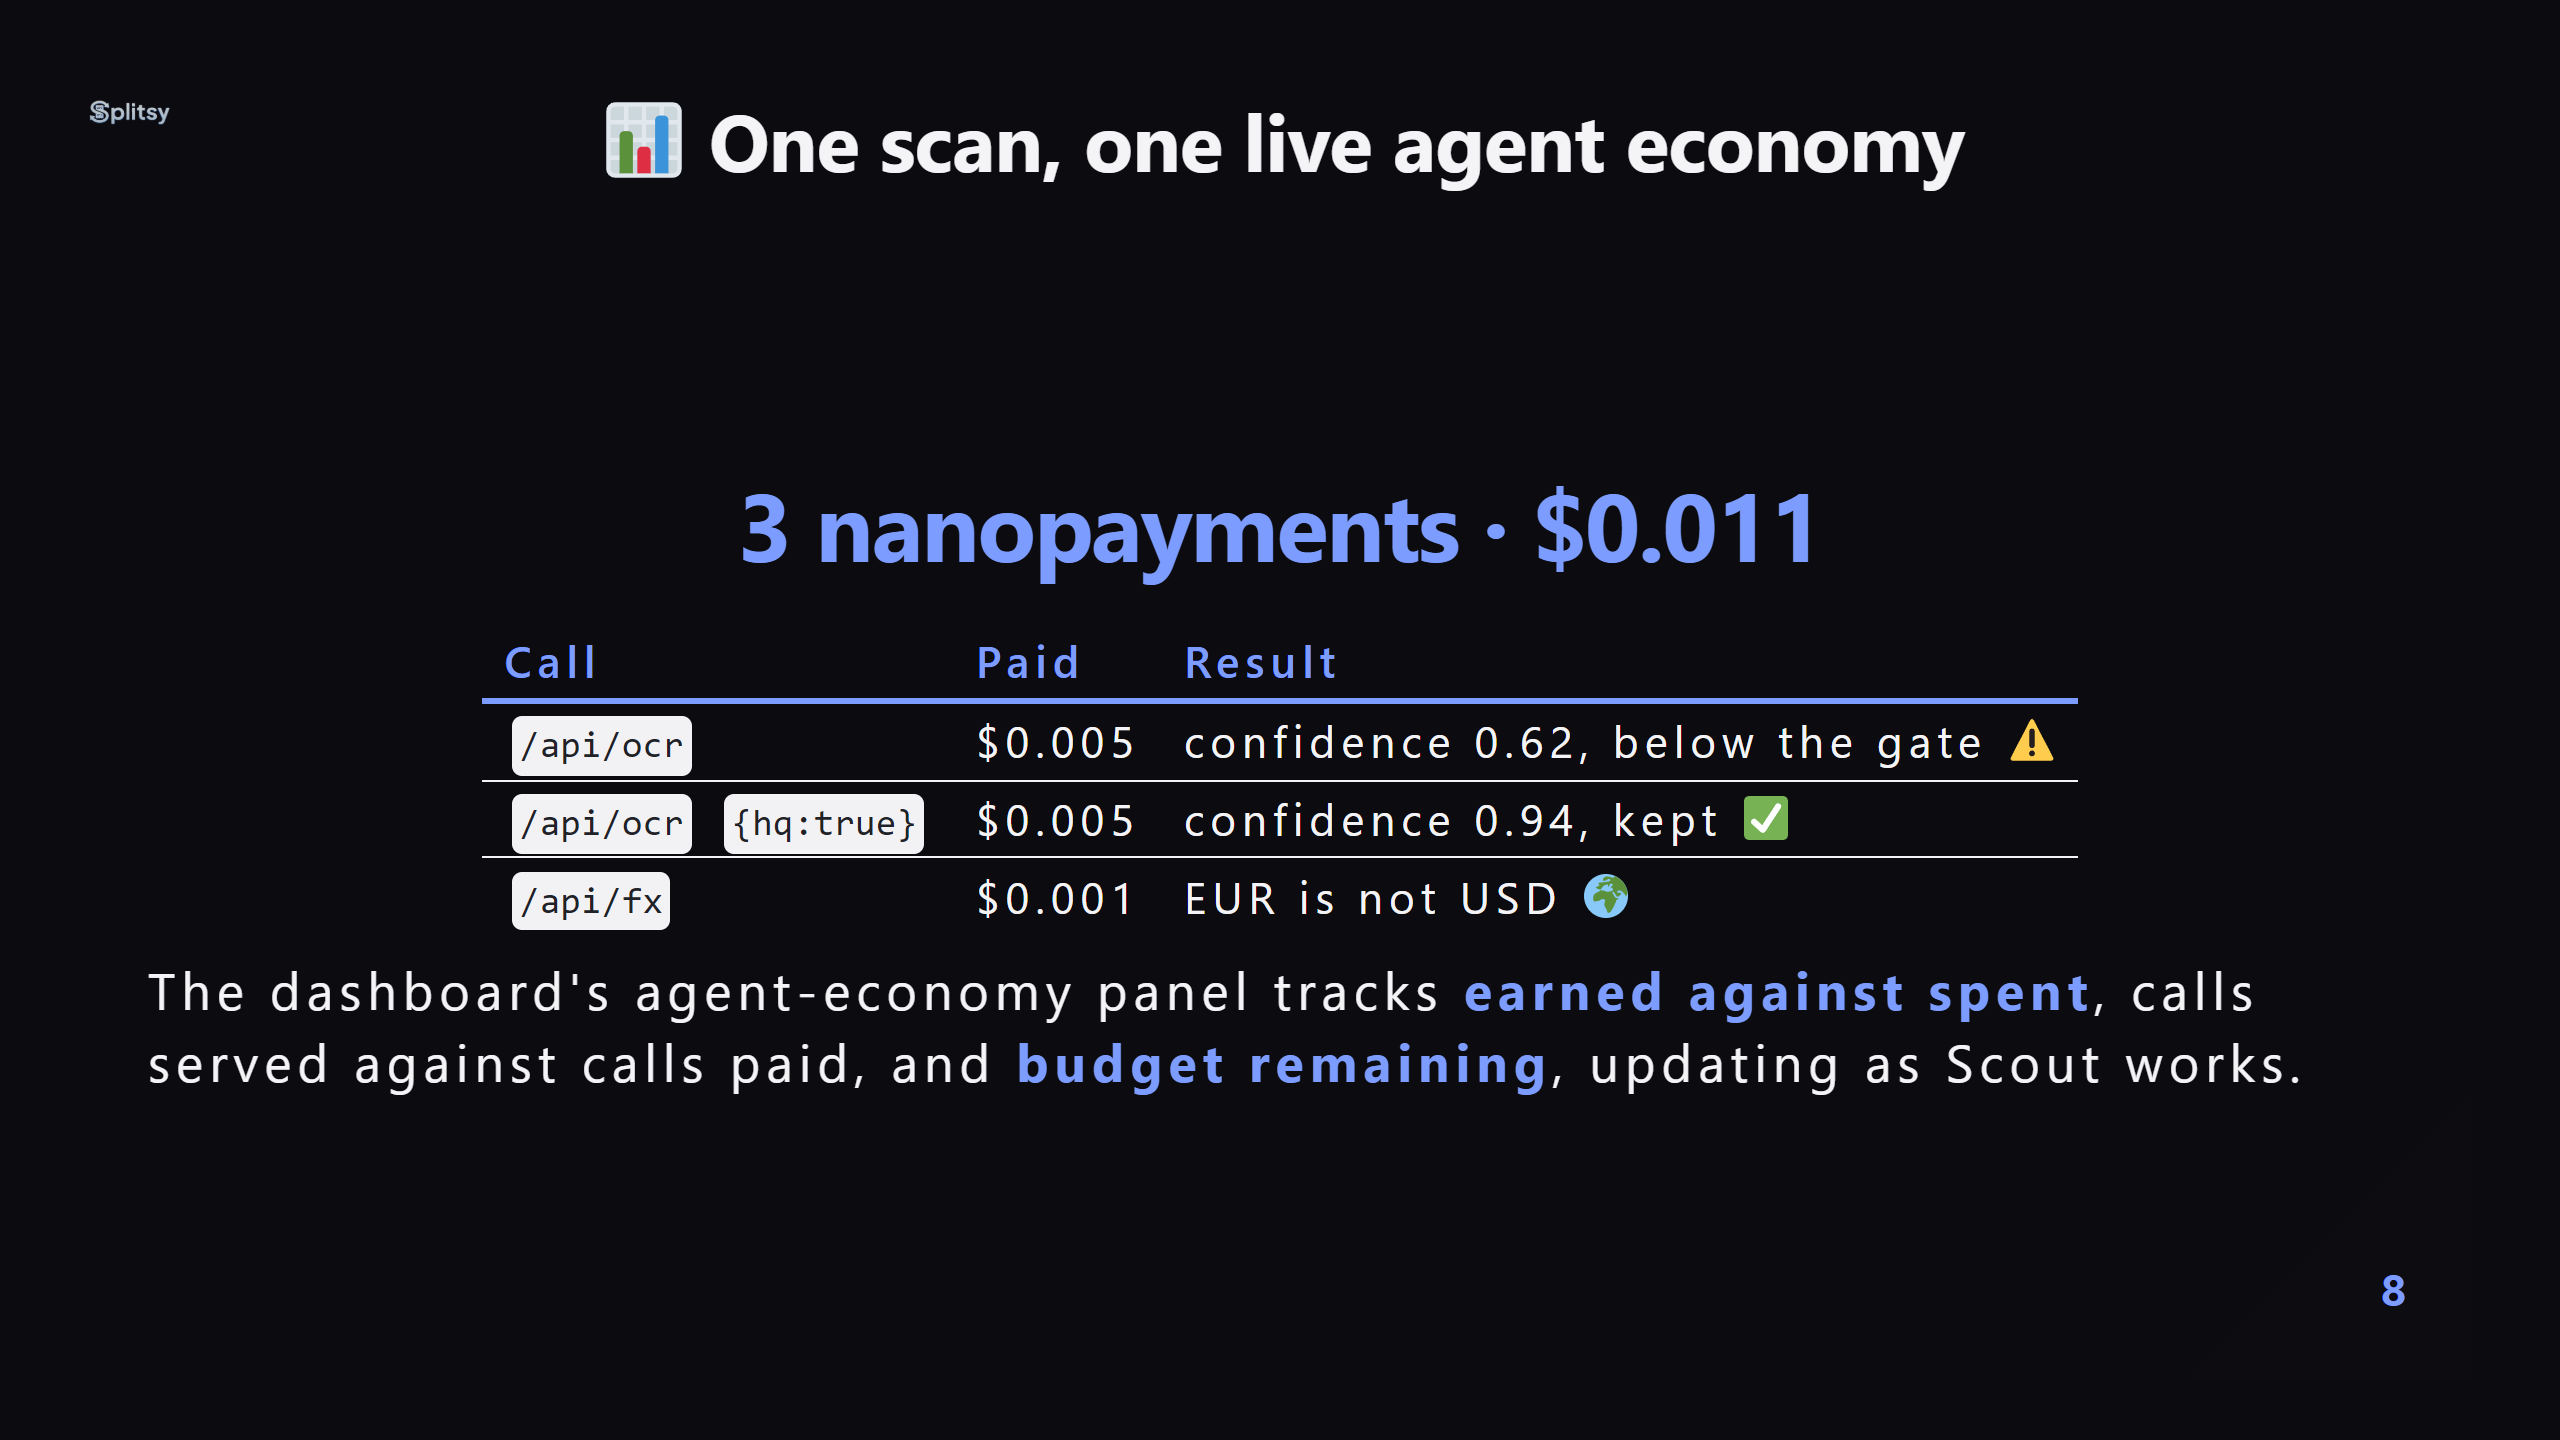 Splitsy
📊 One scan, one live agent economy
3 nanopayments · $0.011
Call Paid Result
/api/ocr $0.005 confidence 0.62, below the gate ⚠️
/api/ocr {hq:true} $0.005 confidence 0.94, kept ✅
/api/fx $0.001 EUR is not USD 🌍
The dashboard's agent-economy panel tracks earned against spent, calls
served against calls paid, and budget remaining, updating as Scout works.
8